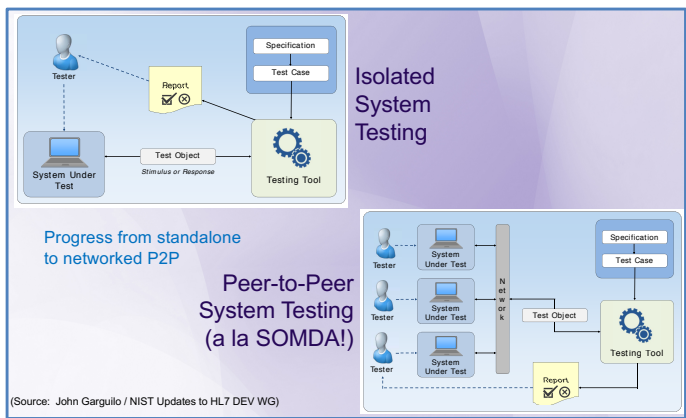 Tester
Report
Specification
Test Case
System Under
Test
Test Object
Stimulus or Response
Testing Tool
Isolated
System
Testing
Progress from standalone
to networked P2P
Peer-to-Peer
System Testing
(a la SOMDA!)
Tester
System
Under Test
Tester
System
Under Test
Tester
System
Under Test
N
et
w
or
k
Test Object
Specification
Test Case
Testing Tool
Report
(Source:  John Garguilo / NIST Updates to HL7 DEV WG)